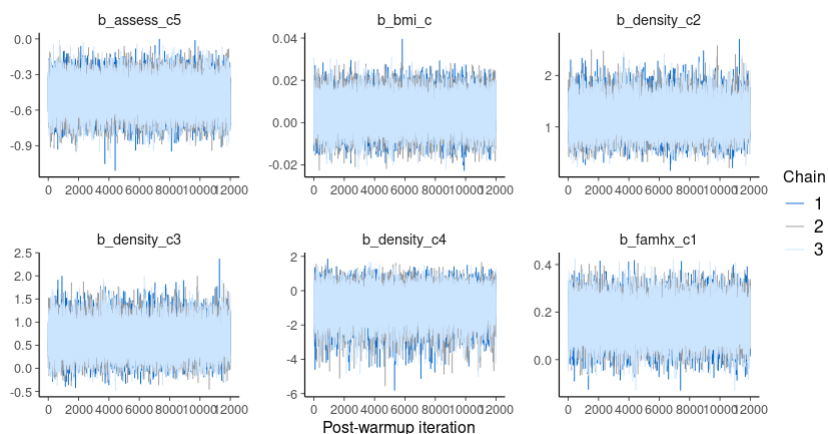 b_assess_c5 b_bmi_c b_density_c2
0.0 0.04
-0.3 0.02 2
-0.6 0.00 1
-0.9 -0.02
0 2000 4000 6000 8000 10000 12000 0 2000 4000 6000 8000 10000 12000 0 2000 4000 6000 8000 10000 12000
Chain
1
2
3
b_density_c3 b_density_c4 b_famhx_c1
2.5 2 0.4
2.0 0
1.5 -2 0.2
1.0 -4 0.0
0.5 -6
0.0
-0.5
0 2000 4000 6000 8000 10000 12000 0 2000 4000 6000 8000 10000 12000 0 2000 4000 6000 8000 10000 12000
Post-warmup iteration